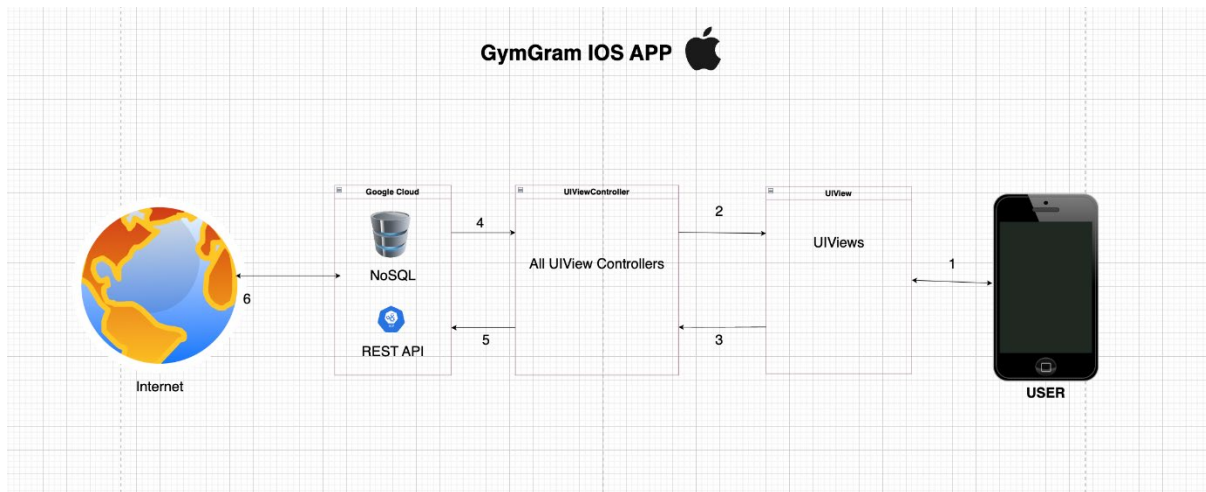 GymGram IOS APP
Google Cloud
UIViewController
UIView
4
2
UIViews
NoSQL
All UIView Controllers
1
6
REST API
5
3
Internet
USER